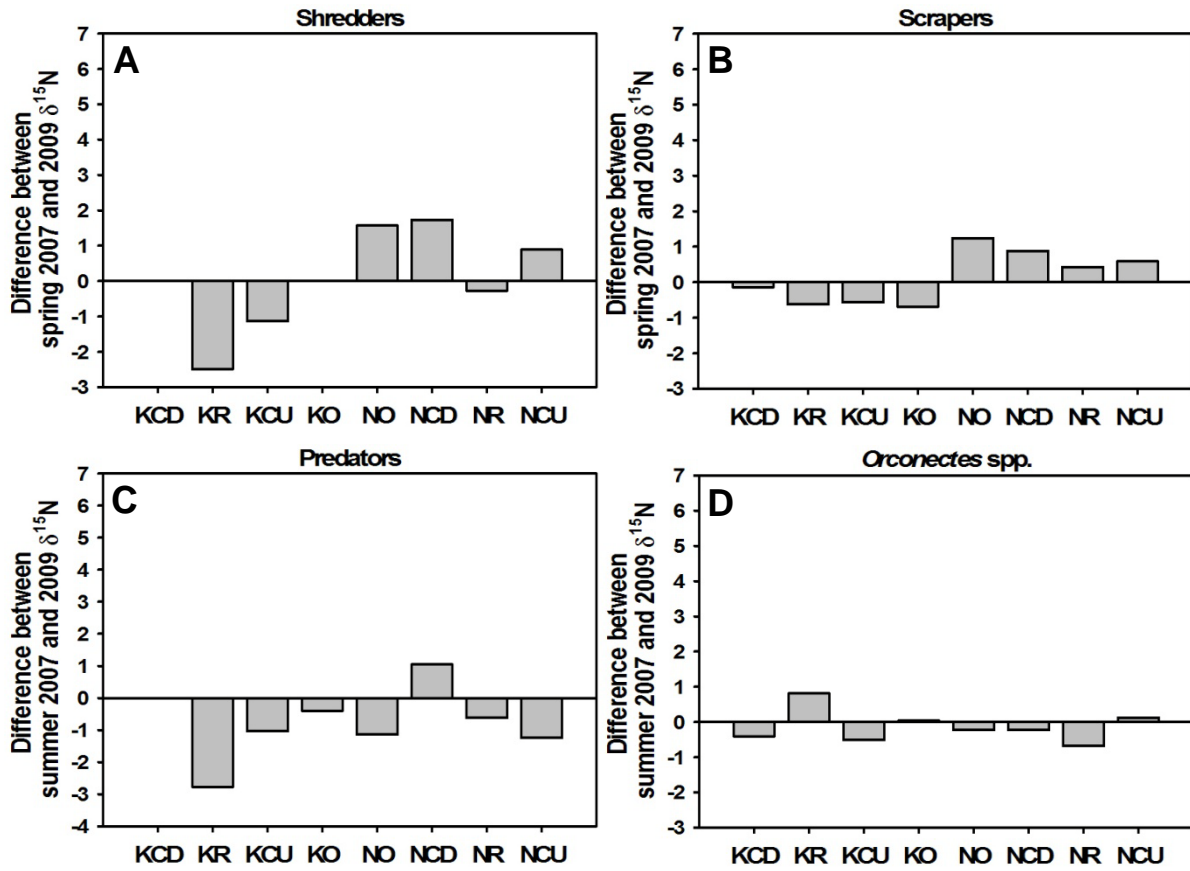 Shredders
A
Difference between
spring 2007 and 2009 δ15N
7
6
5
4
3
2
1
0
-1
-2
-3
KCD KR KCU KO NO NCD NR NCU
Scrapers
B
Difference between
spring 2007 and 2009 δ15N
7
6
5
4
3
2
1
0
-1
-2
-3
KCD KR KCU KO NO NCD NR NCU
Predators
C
Difference between
summer 2007 and 2009 δ15N
7
6
5
4
3
2
1
0
-1
-2
-3
-4
KCD KR KCU KO NO NCD NR NCU
Orconectes spp.
D
Difference between
summer 2007 and 2009 δ15N
7
6
5
4
3
2
1
0
-1
-2
-3
KCD KR KCU KO NO NCD NR NCU